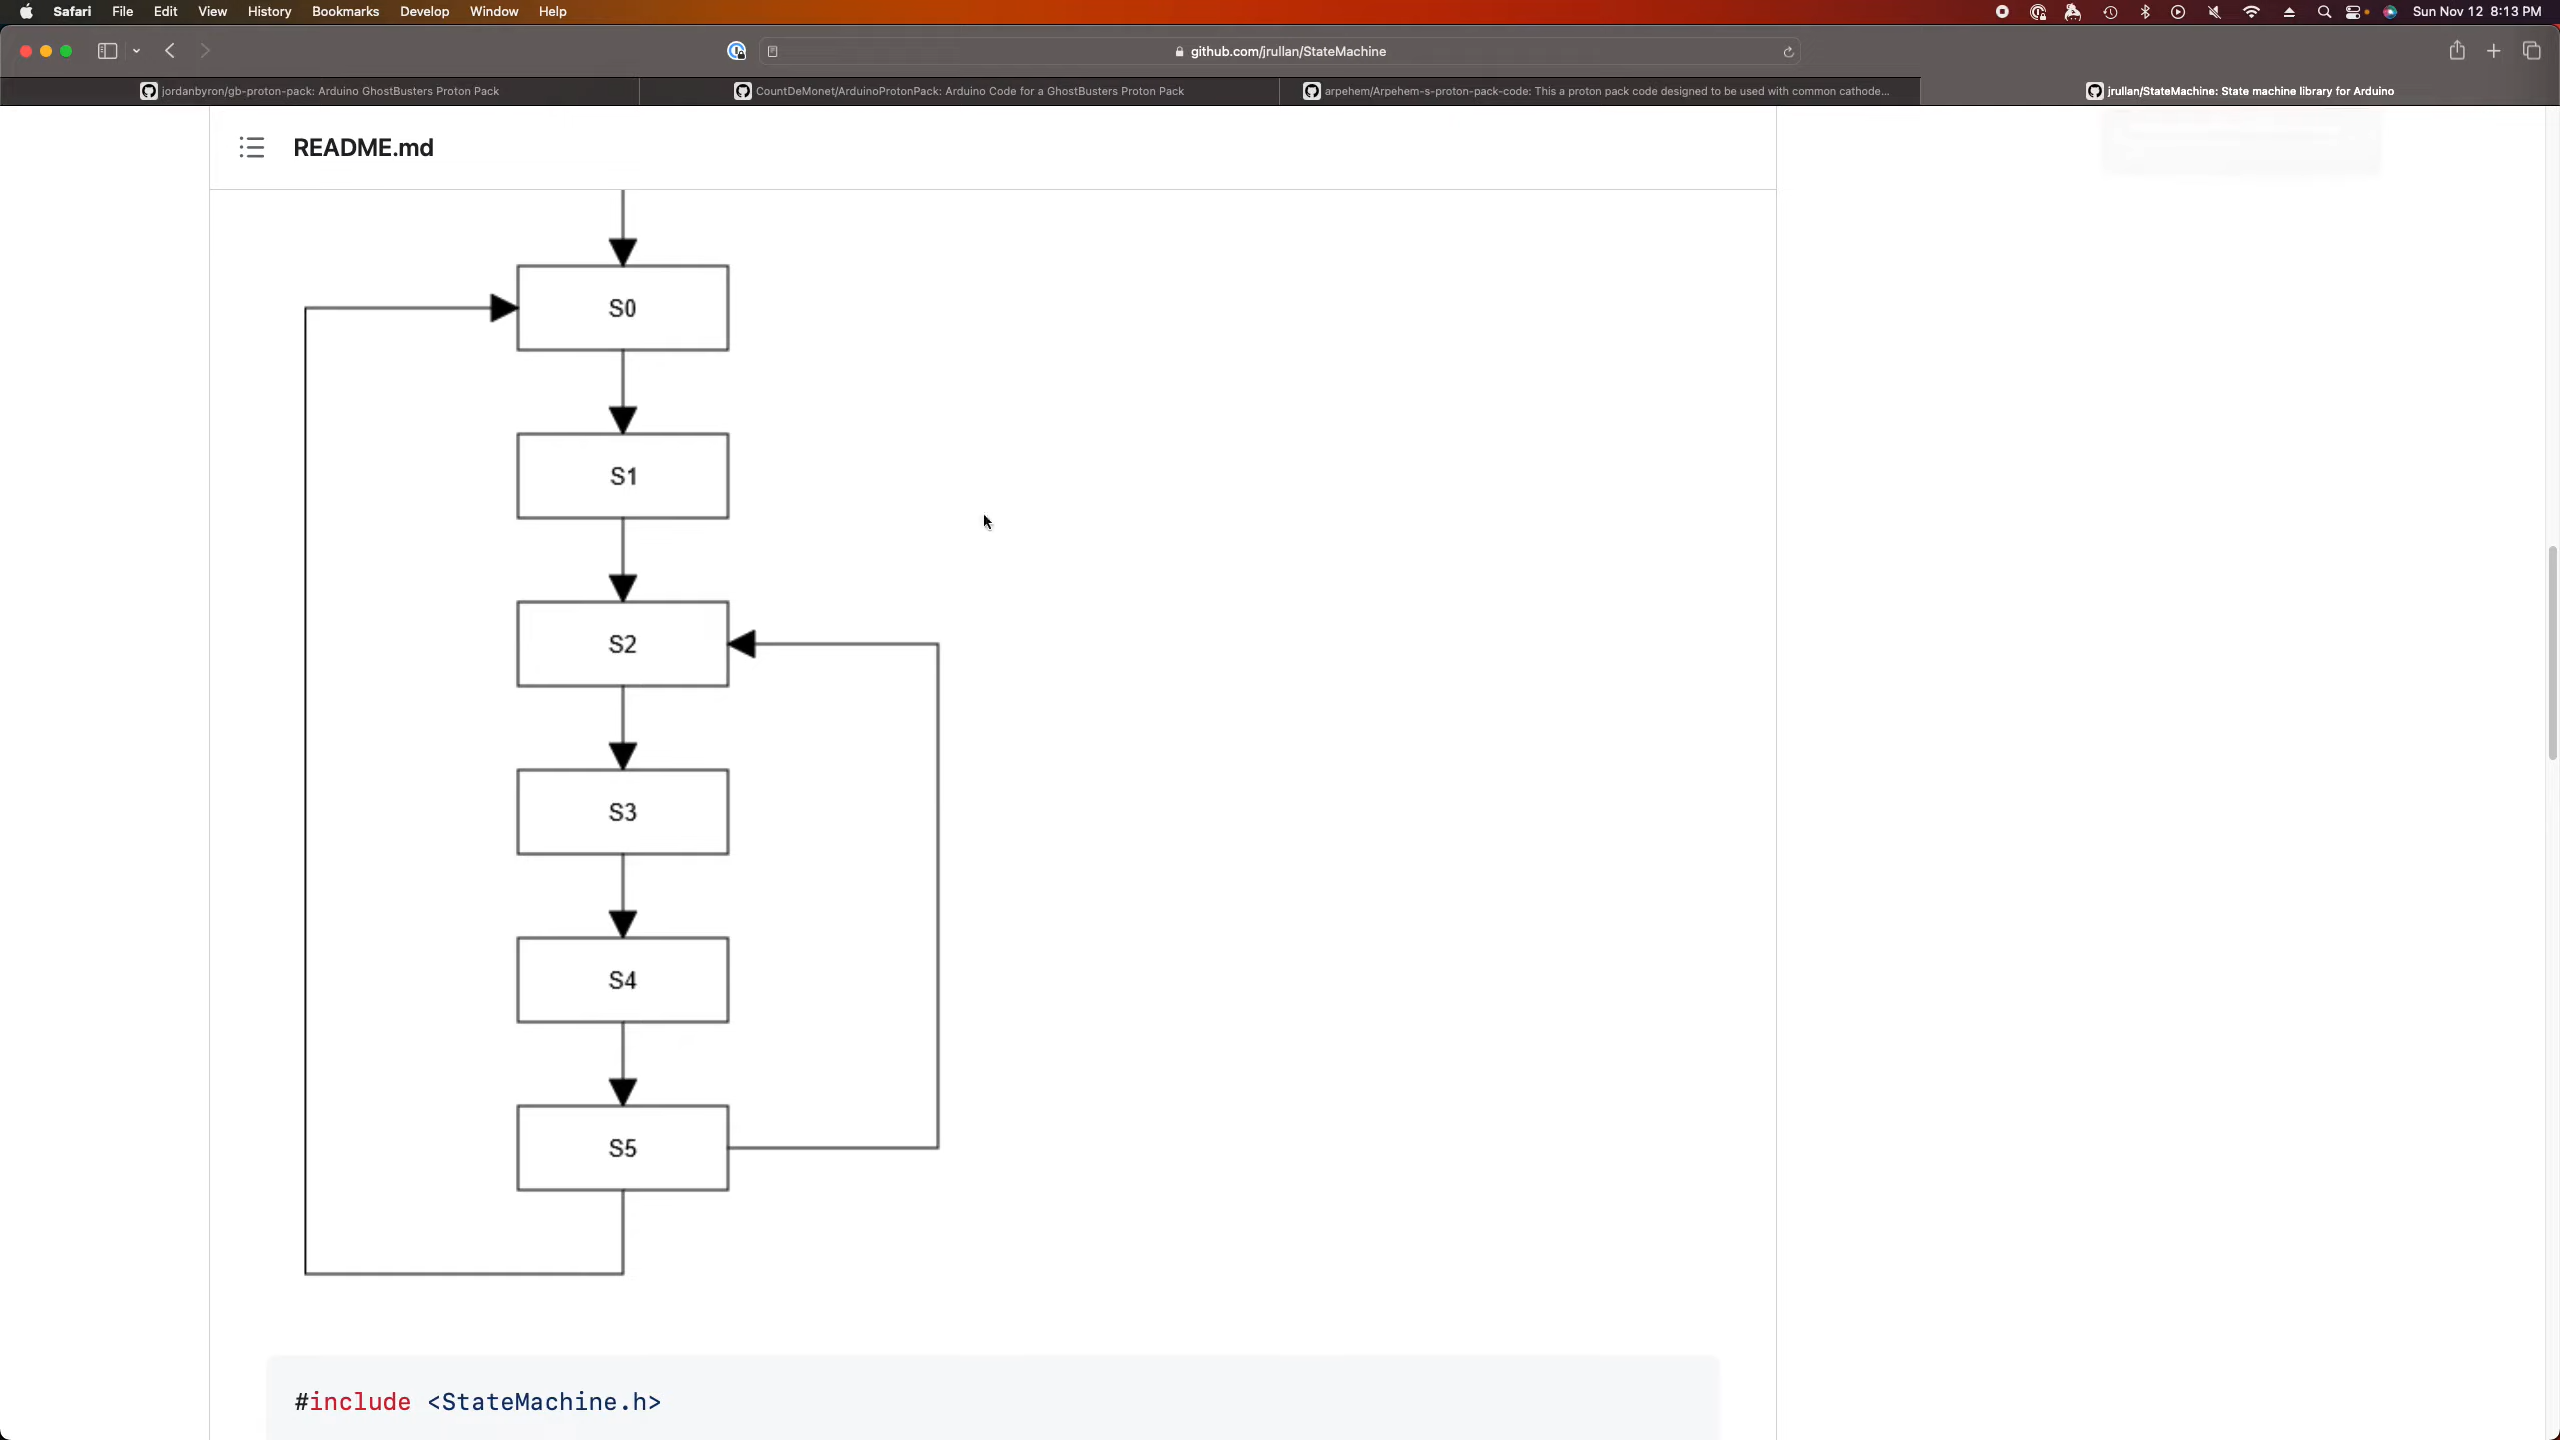 Safari File Edit View History Bookmarks Develop Window Help Sun Nov 12 8:13 PM
github.com/jrullan/StateMachine
jordanbyron/gb-proton-pack: Arduino GhostBusters Proton Pack
CountDeMonet/ArduinoProtonPack: Arduino Code for a GhostBusters Proton Pack
arpehem/Arpehem-s-proton-pack-code: This a proton pack code designed to be used with common cathode...
jrullan/StateMachine: State machine library for Arduino
README.md
S0
S1
S2
S3
S4
S5
#include <StateMachine.h>